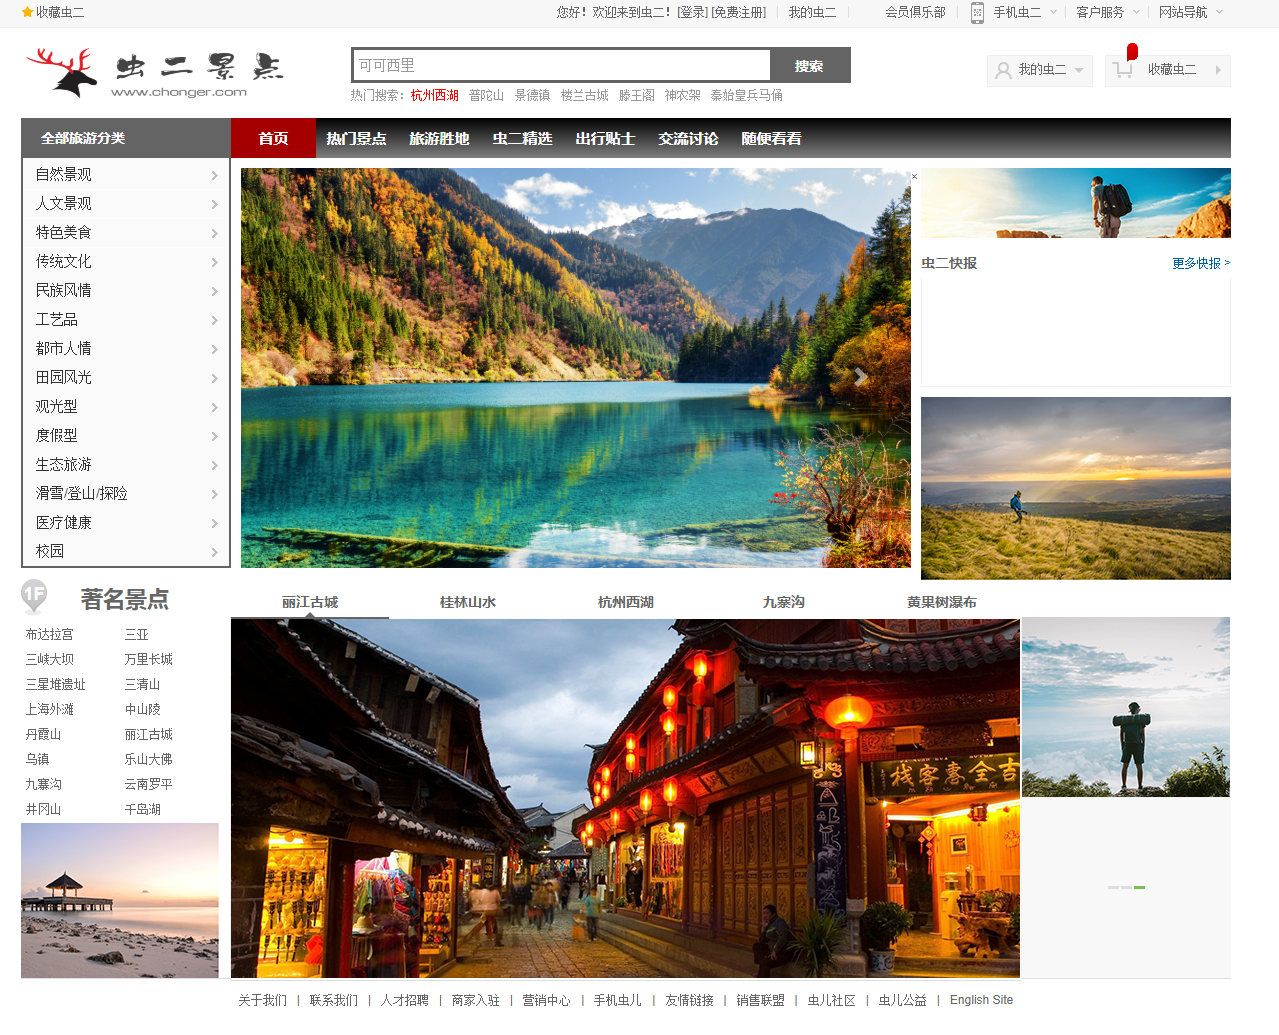 收藏虫二
您好！欢迎来到虫二！[登录] [免费注册]
我的虫二
会员俱乐部
手机虫二
客户服务
网站导航
虫二景点
www.chonger.com
可可西里
搜索
热门搜索： 杭州西湖 普陀山 景德镇 楼兰古城 滕王阁 神农架 秦始皇兵马俑
我的虫二
收藏虫二
全部旅游分类
首页 热门景点 旅游胜地 虫二精选 出行贴士 交流讨论 随便看看
自然景观
人文景观
特色美食
传统文化
民族风情
工艺品
都市人情
田园风光
观光型
度假型
生态旅游
滑雪/登山/探险
医疗健康
校园
×
虫二快报
更多快报 >
1F
著名景点
丽江古城 桂林山水 杭州西湖 九寨沟 黄果树瀑布
布达拉宫 三亚
三峡大坝 万里长城
三星堆遗址 三清山
上海外滩 中山陵
丹霞山 丽江古城
乌镇 乐山大佛
九寨沟 云南罗平
井冈山 千岛湖
栈客喜全吉
关于我们 | 联系我们 | 人才招聘 | 商家入驻 | 营销中心 | 手机虫儿 | 友情链接 | 销售联盟 | 虫儿社区 | 虫儿公益 | English Site